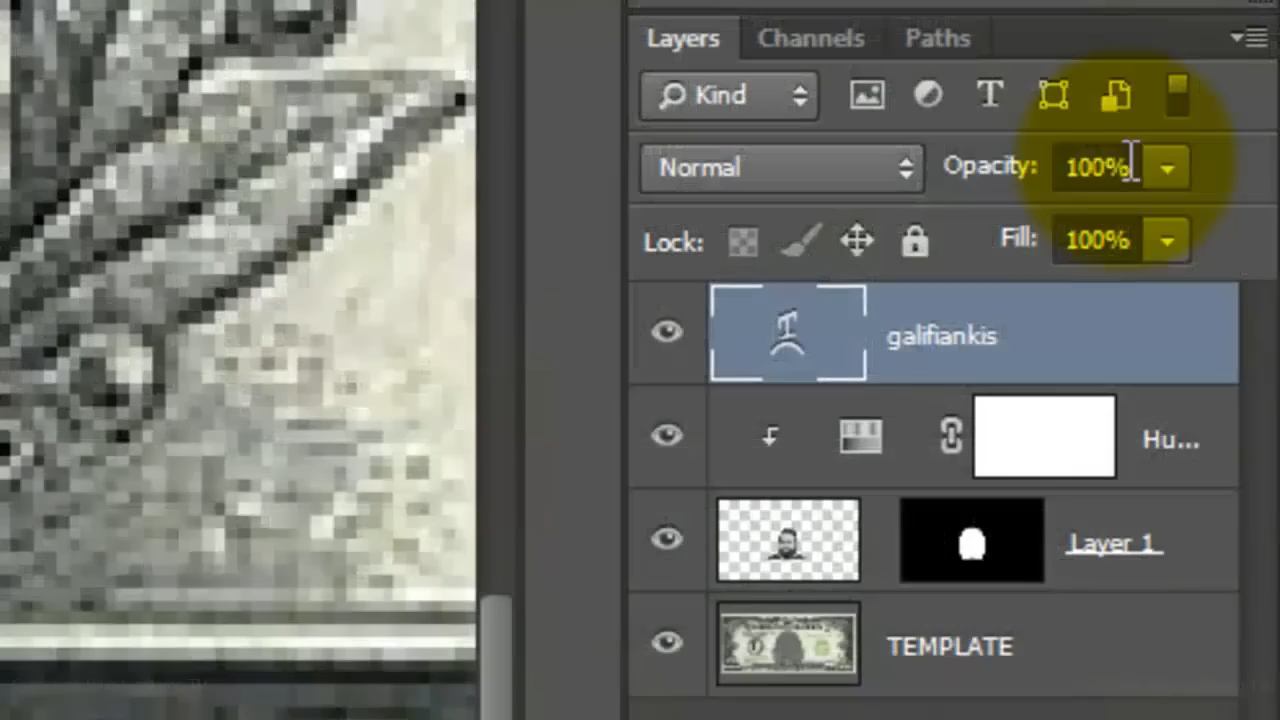 Layers Channels Paths
Kind
Normal Opacity: 100%
Lock: Fill: 100%
galifiankis
Hu...
Layer 1
TEMPLATE